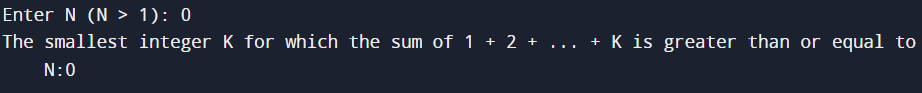 Enter N (N > 1): 0
The smallest integer K for which the sum of 1 + 2 + ... + K is greater than or equal to
N:0